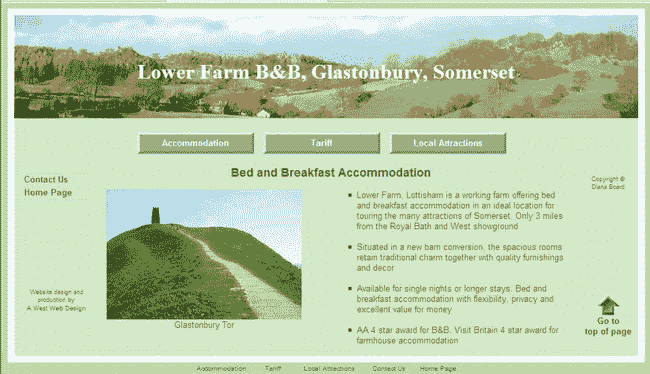 Lower Farm B&B, Glastonbury, Somerset
Accommodation Tariff Local Attractions
Bed and Breakfast Accommodation
Contact Us
Home Page
Website design and
production by
A West Web Design
Glastonbury Tor
Lower Farm, Lottisham is a working farm offering bed
and breakfast accommodation in an ideal location for
touring the many attractions of Somerset. Only 3 miles
from the Royal Bath and West showground
Situated in a new barn conversion, the spacious rooms
retain traditional charm together with quality furnishings
and decor
Available for single nights or longer stays. Bed and
breakfast accommodation with flexibility, privacy and
excellent value for money
AA 4 star award for B&B, Visit Britain 4 star award for
farmhouse accommodation
Copyright ©
Diana Board
Go to
top of page
Accommodation Tariff Local Attractions Contact Us Home Page